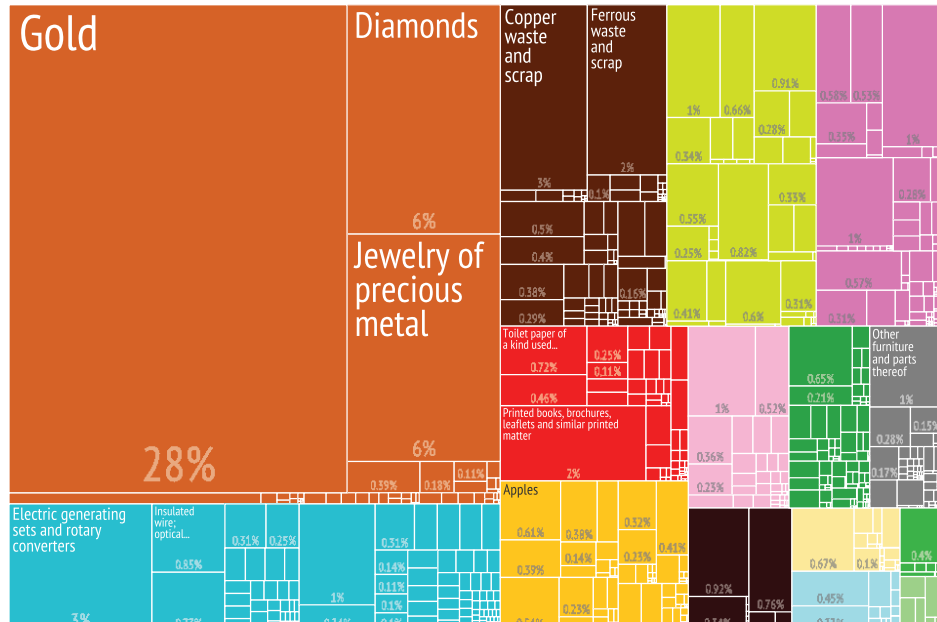 Gold
28%
Diamonds
6%
Jewelry of
precious
metal
6%
0.39%
0.18%
0.11%
Copper
waste
and
scrap
3%
Ferrous
waste
and
scrap
2%
0.1%
0.5%
0.4%
0.38%
0.29%
0.16%
1%
0.66%
0.91%
0.28%
0.34%
0.55%
0.25%
0.82%
0.33%
0.41%
0.6%
0.31%
0.58%
0.53%
0.55%
1%
1%
0.28%
0.57%
0.31%
Electric generating
sets and rotary
converters
3%
Insulated
wire;
optical...
0.85%
0.31%
0.25%
1%
0.31%
0.14%
0.11%
0.1%
Toilet paper of
a kind used...
0.72%
0.46%
0.25%
0.11%
Printed books, brochures,
leaflets and similar printed
matter
2%
1%
0.52%
0.36%
0.23%
0.65%
0.21%
Other
furniture
and parts
thereof
1%
0.28%
0.15%
0.17%
Apples
0.61%
0.39%
0.38%
0.14%
0.23%
0.52%
0.23%
0.41%
0.92%
0.76%
0.67%
0.1%
0.45%
0.4%